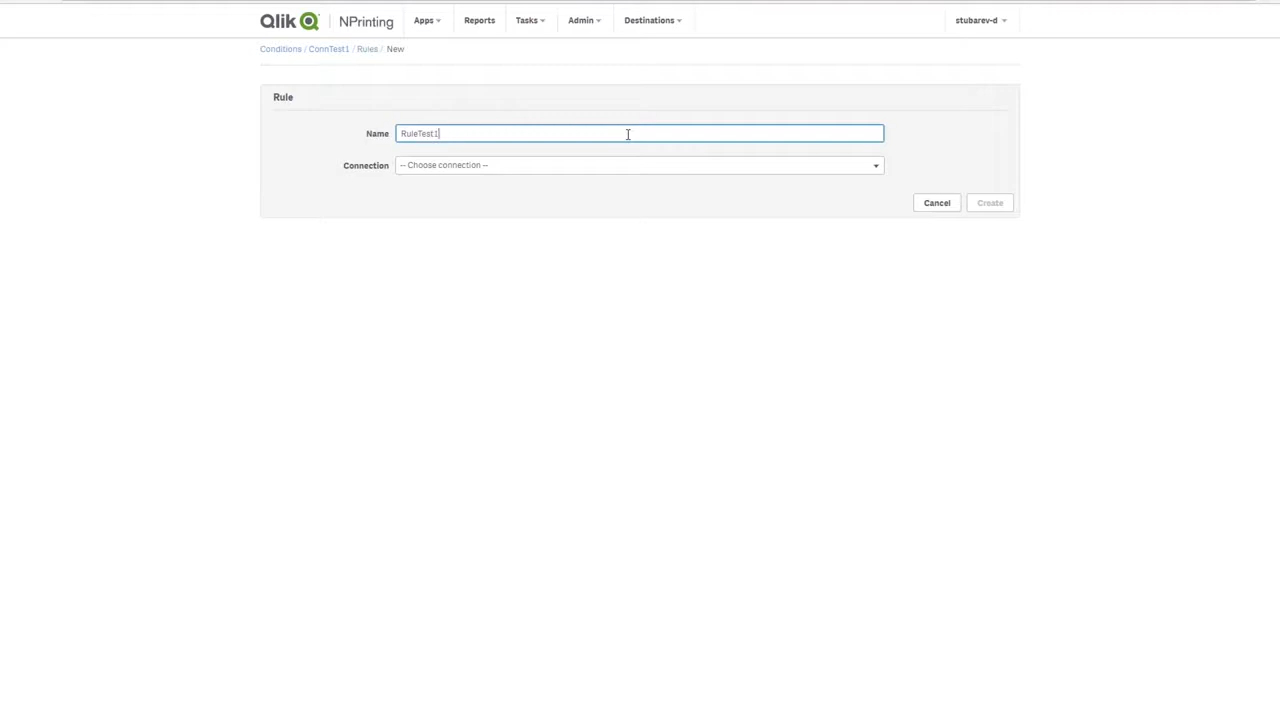 Qlik Q NPrinting Apps Reports Tasks Admin Destinations stubarev-d
Conditions / ConnTest1 / Rules / New
Rule
Name RuleTest1
Connection -- Choose connection --
Cancel Create